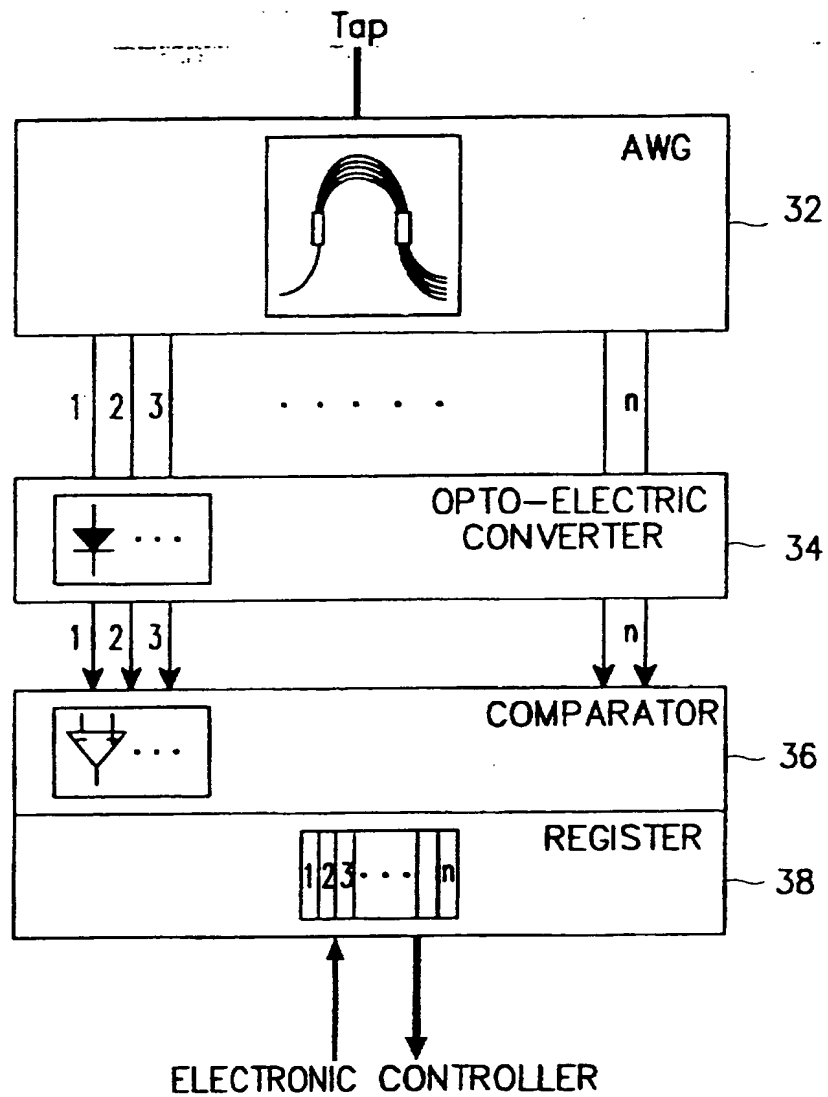 Tap
AWG
32
1 2 3 . . . . . n
OPTO-ELECTRIC
CONVERTER
34
1 2 3 n
COMPARATOR
36
REGISTER
1 2 3 ... n
38
ELECTRONIC CONTROLLER